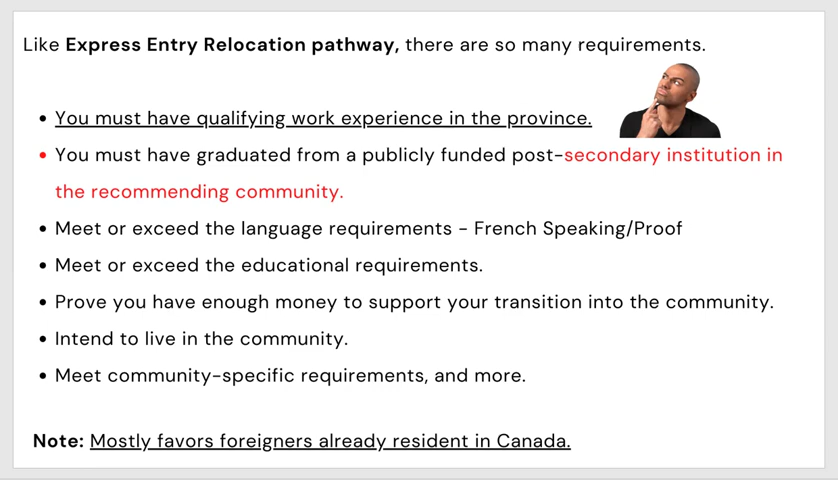 Like Express Entry Relocation pathway, there are so many requirements.
• You must have qualifying work experience in the province.
• You must have graduated from a publicly funded post-secondary institution in
the recommending community.
• Meet or exceed the language requirements - French Speaking/Proof
• Meet or exceed the educational requirements.
• Prove you have enough money to support your transition into the community.
• Intend to live in the community.
• Meet community-specific requirements, and more.
Note: Mostly favors foreigners already resident in Canada.